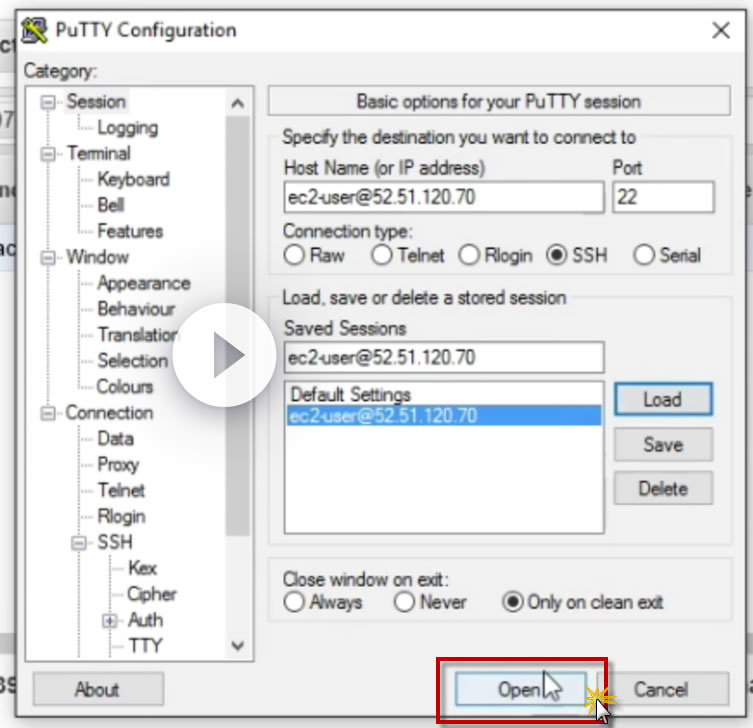 PuTTY Configuration
Category:
Session
Logging
Terminal
Keyboard
Bell
Features
Window
Appearance
Behaviour
Translation
Selection
Colours
Connection
Data
Proxy
Telnet
Rlogin
SSH
Kex
Cipher
Auth
TTY
Basic options for your PuTTY session
Specify the destination you want to connect to
Host Name (or IP address) Port
ec2-user@52.51.120.70 22
Connection type:
Raw Telnet Rlogin SSH Serial
Load, save or delete a stored session
Saved Sessions
ec2-user@52.51.120.70
Default Settings
ec2-user@52.51.120.70
Load
Save
Delete
Close window on exit:
Always Never Only on clean exit
About Open Cancel